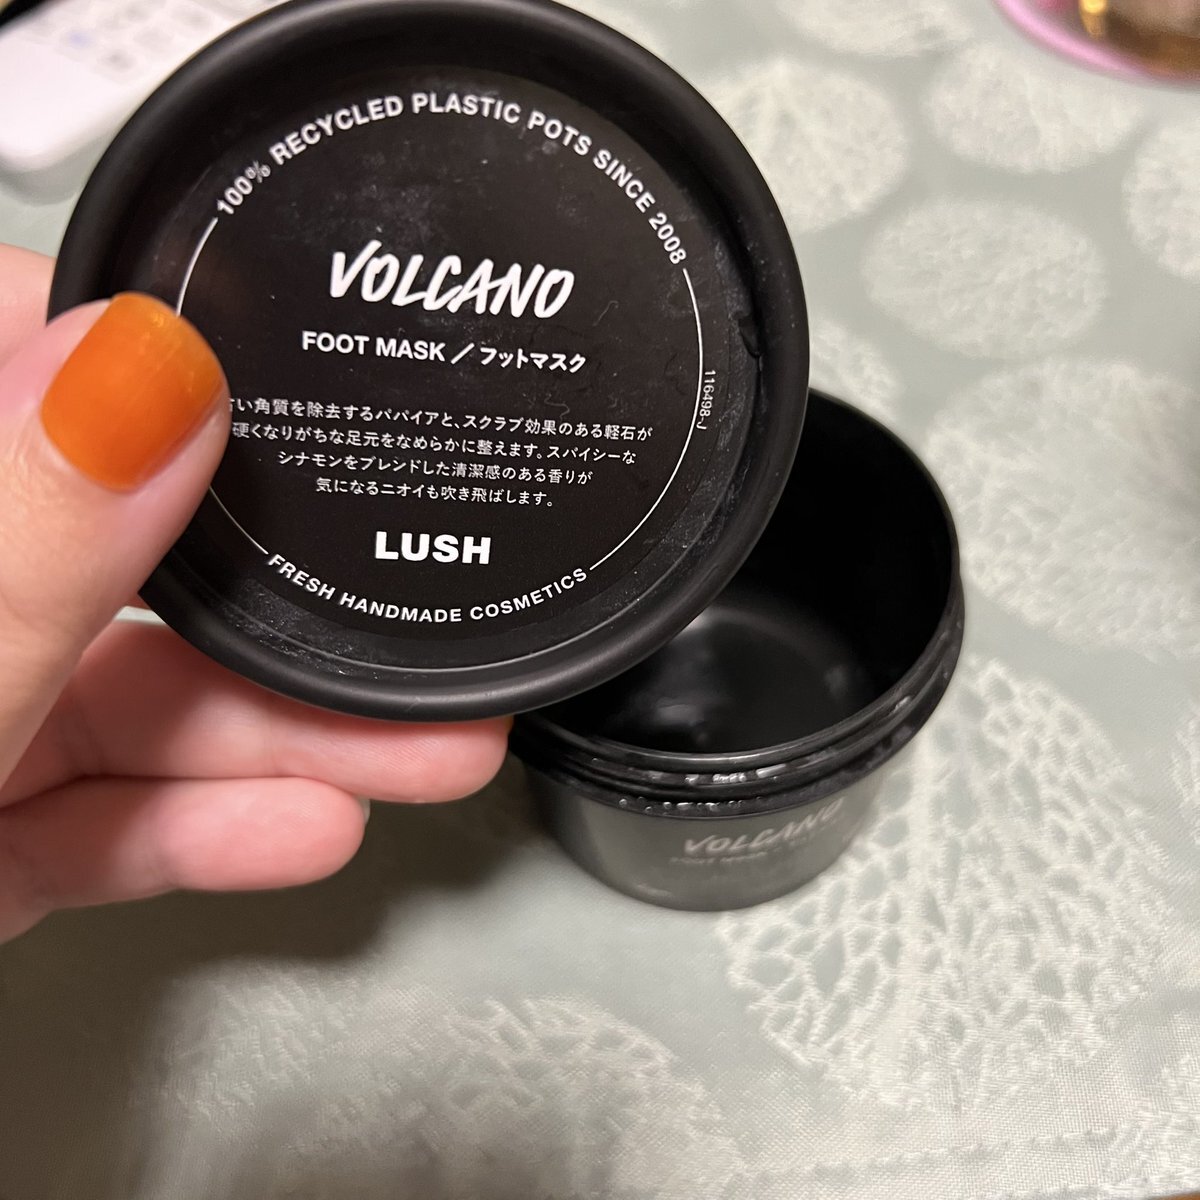 100% RECYCLED PLASTIC POTS SINCE 2008
VOLCANO
FOOT MASK / フットマスク
い角質を除去するパパイアと、スクラブ効果のある軽石が
硬くなりがちな足元をなめらかに整えます。スパイシーな
シナモンをブレンドした清潔感のある香りが
気になるニオイも吹き飛ばします。
LUSH
FRESH HANDMADE COSMETICS
116498-J
VOLCANO
FOOT MASK